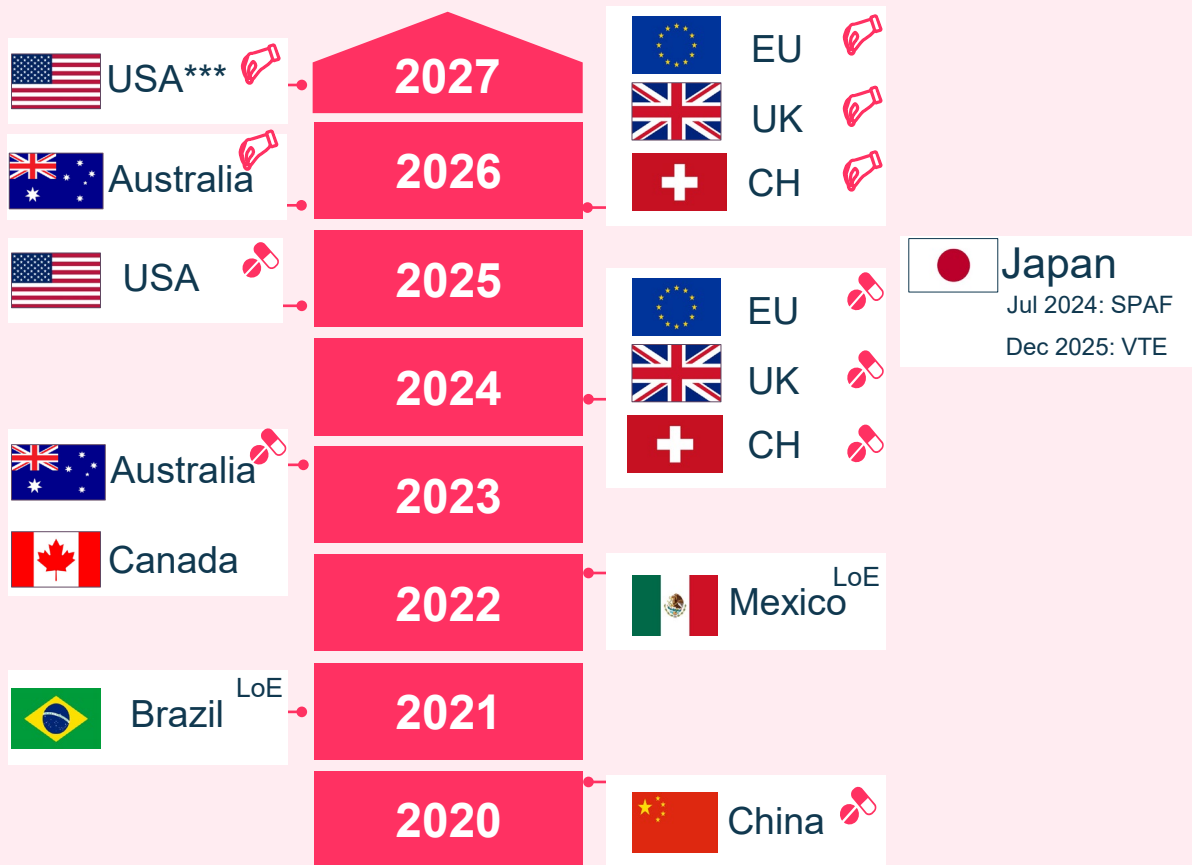 2027
USA***
EU
UK
CH
2026
Australia
2025
USA
Japan
Jul 2024: SPAF
Dec 2025: VTE
EU
UK
CH
2024
2023
Australia
Canada
2022
Mexico
LoE
2021
Brazil
LoE
2020
China